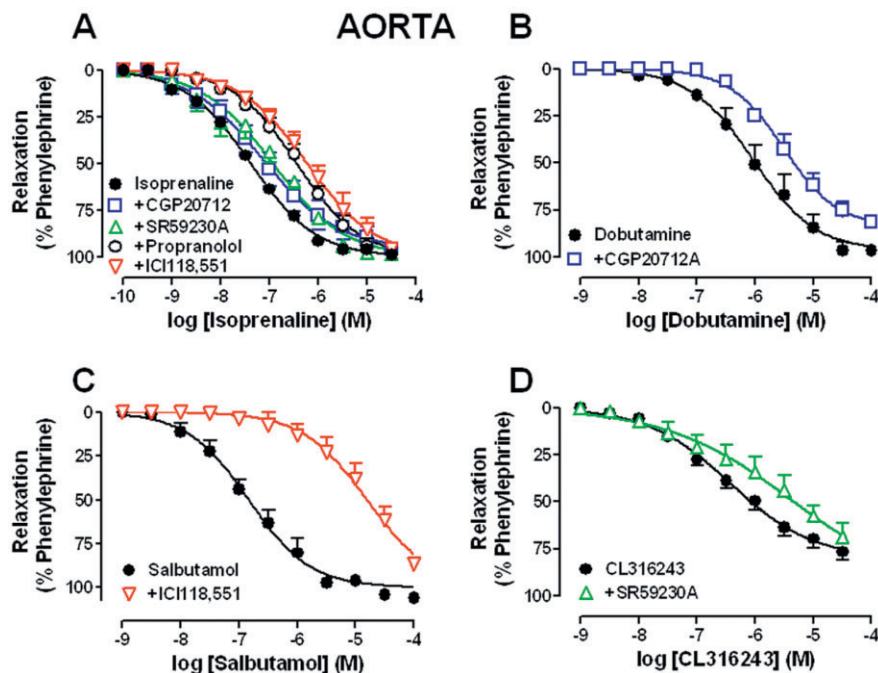 AORTA
A
Relaxation
(% Phenylephrine)
0
25
50
75
100
Isoprenaline
+CGP20712
+SR59230A
+Propranolol
+ICI118,551
-10 -9 -8 -7 -6 -5 -4
log [Isoprenaline] (M)
B
Relaxation
(% Phenylephrine)
0
25
50
75
100
Dobutamine
+CGP20712A
-9 -8 -7 -6 -5 -4
log [Dobutamine] (M)
C
Relaxation
(% Phenylephrine)
0
25
50
75
100
Salbutamol
+ICI118,551
-9 -8 -7 -6 -5 -4
log [Salbutamol] (M)
D
Relaxation
(% Phenylephrine)
0
25
50
75
100
CL316243
+SR59230A
-9 -8 -7 -6 -5 -4
log [CL316243] (M)